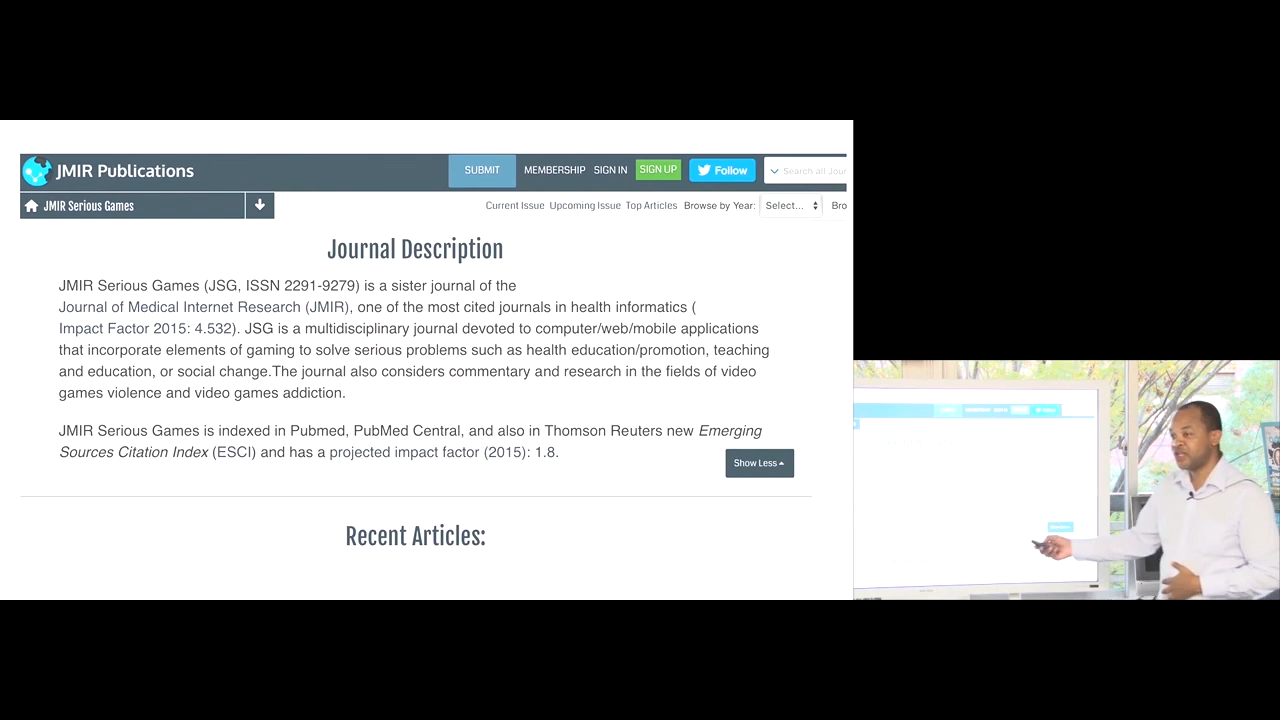 JMIR Publications
SUBMIT MEMBERSHIP SIGN IN SIGN UP Follow Search all Jour
JMIR Serious Games
Current Issue Upcoming Issue Top Articles Browse by Year: Select... Bro
Journal Description
JMIR Serious Games (JSG, ISSN 2291-9279) is a sister journal of the
Journal of Medical Internet Research (JMIR), one of the most cited journals in health informatics (
Impact Factor 2015: 4.532). JSG is a multidisciplinary journal devoted to computer/web/mobile applications
that incorporate elements of gaming to solve serious problems such as health education/promotion, teaching
and education, or social change.The journal also considers commentary and research in the fields of video
games violence and video games addiction.
JMIR Serious Games is indexed in Pubmed, PubMed Central, and also in Thomson Reuters new Emerging
Sources Citation Index (ESCI) and has a projected impact factor (2015): 1.8.
Show Less
Recent Articles: